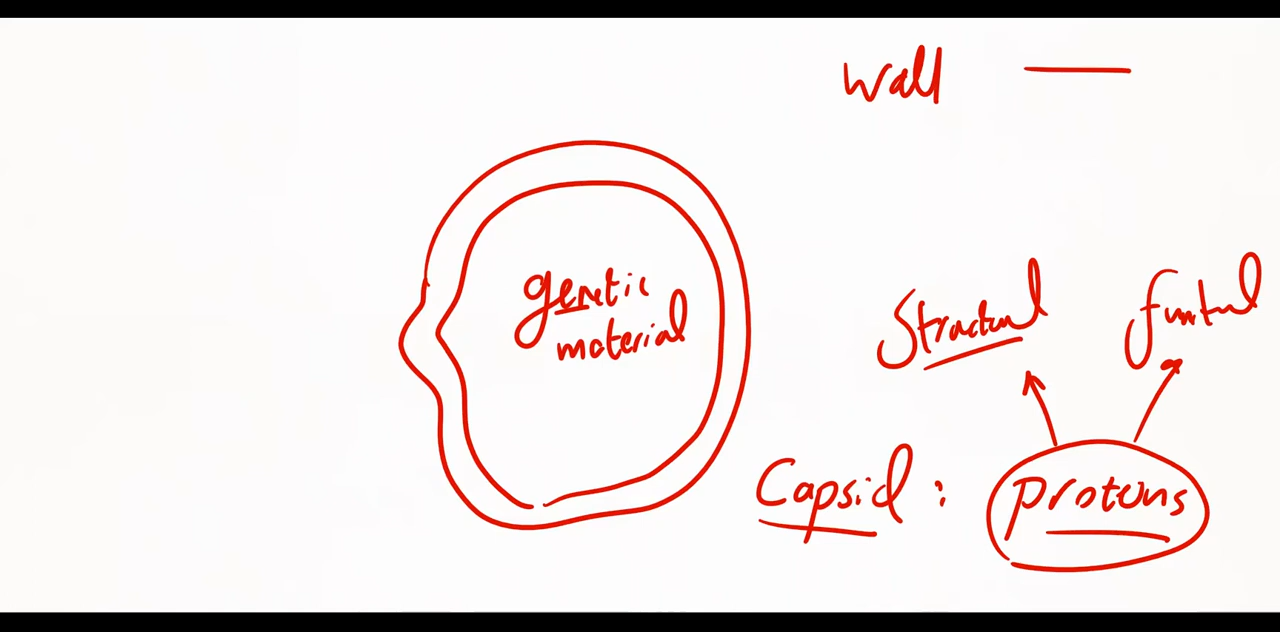 wall
genetic
material
Structural functional
Capsid : proteins